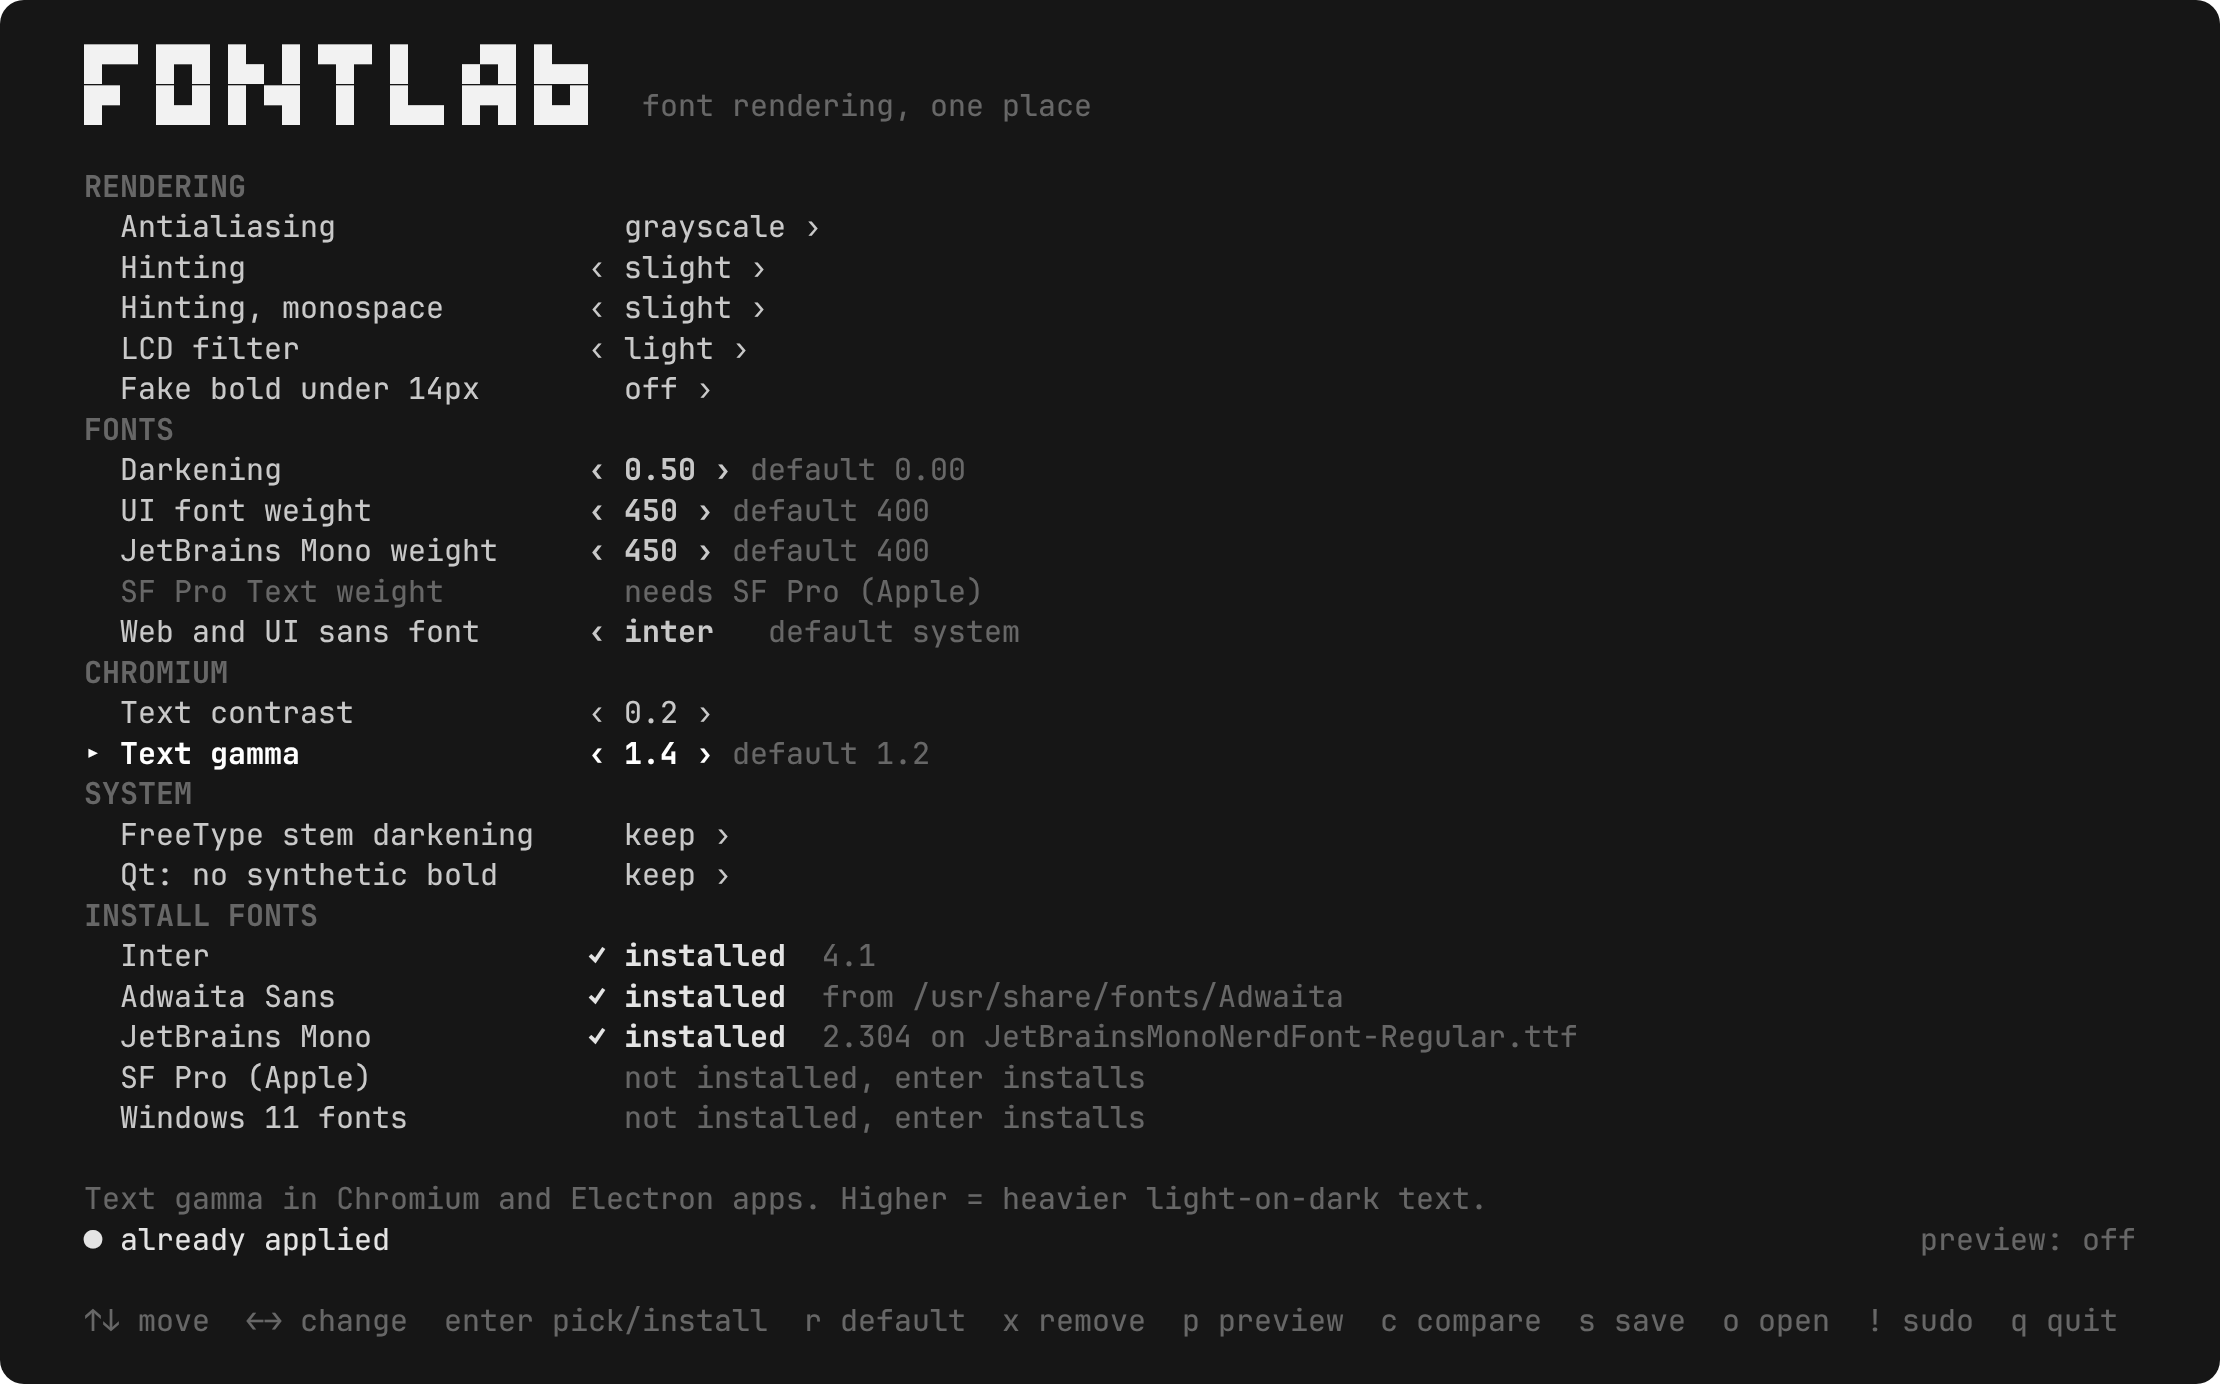 FONTLAB font rendering, one place
RENDERING
Antialiasing grayscale ›
Hinting ‹ slight ›
Hinting, monospace ‹ slight ›
LCD filter ‹ light ›
Fake bold under 14px off ›
FONTS
Darkening ‹ 0.50 › default 0.00
UI font weight ‹ 450 › default 400
JetBrains Mono weight ‹ 450 › default 400
SF Pro Text weight needs SF Pro (Apple)
Web and UI sans font ‹ inter default system
CHROMIUM
Text contrast ‹ 0.2 ›
▸ Text gamma ‹ 1.4 › default 1.2
SYSTEM
FreeType stem darkening keep ›
Qt: no synthetic bold keep ›
INSTALL FONTS
Inter ✓ installed 4.1
Adwaita Sans ✓ installed from /usr/share/fonts/Adwaita
JetBrains Mono ✓ installed 2.304 on JetBrainsMonoNerdFont-Regular.ttf
SF Pro (Apple) not installed, enter installs
Windows 11 fonts not installed, enter installs
Text gamma in Chromium and Electron apps. Higher = heavier light-on-dark text.
● already applied preview: off
↑↓ move ←→ change enter pick/install r default x remove p preview c compare s save o open ! sudo q quit